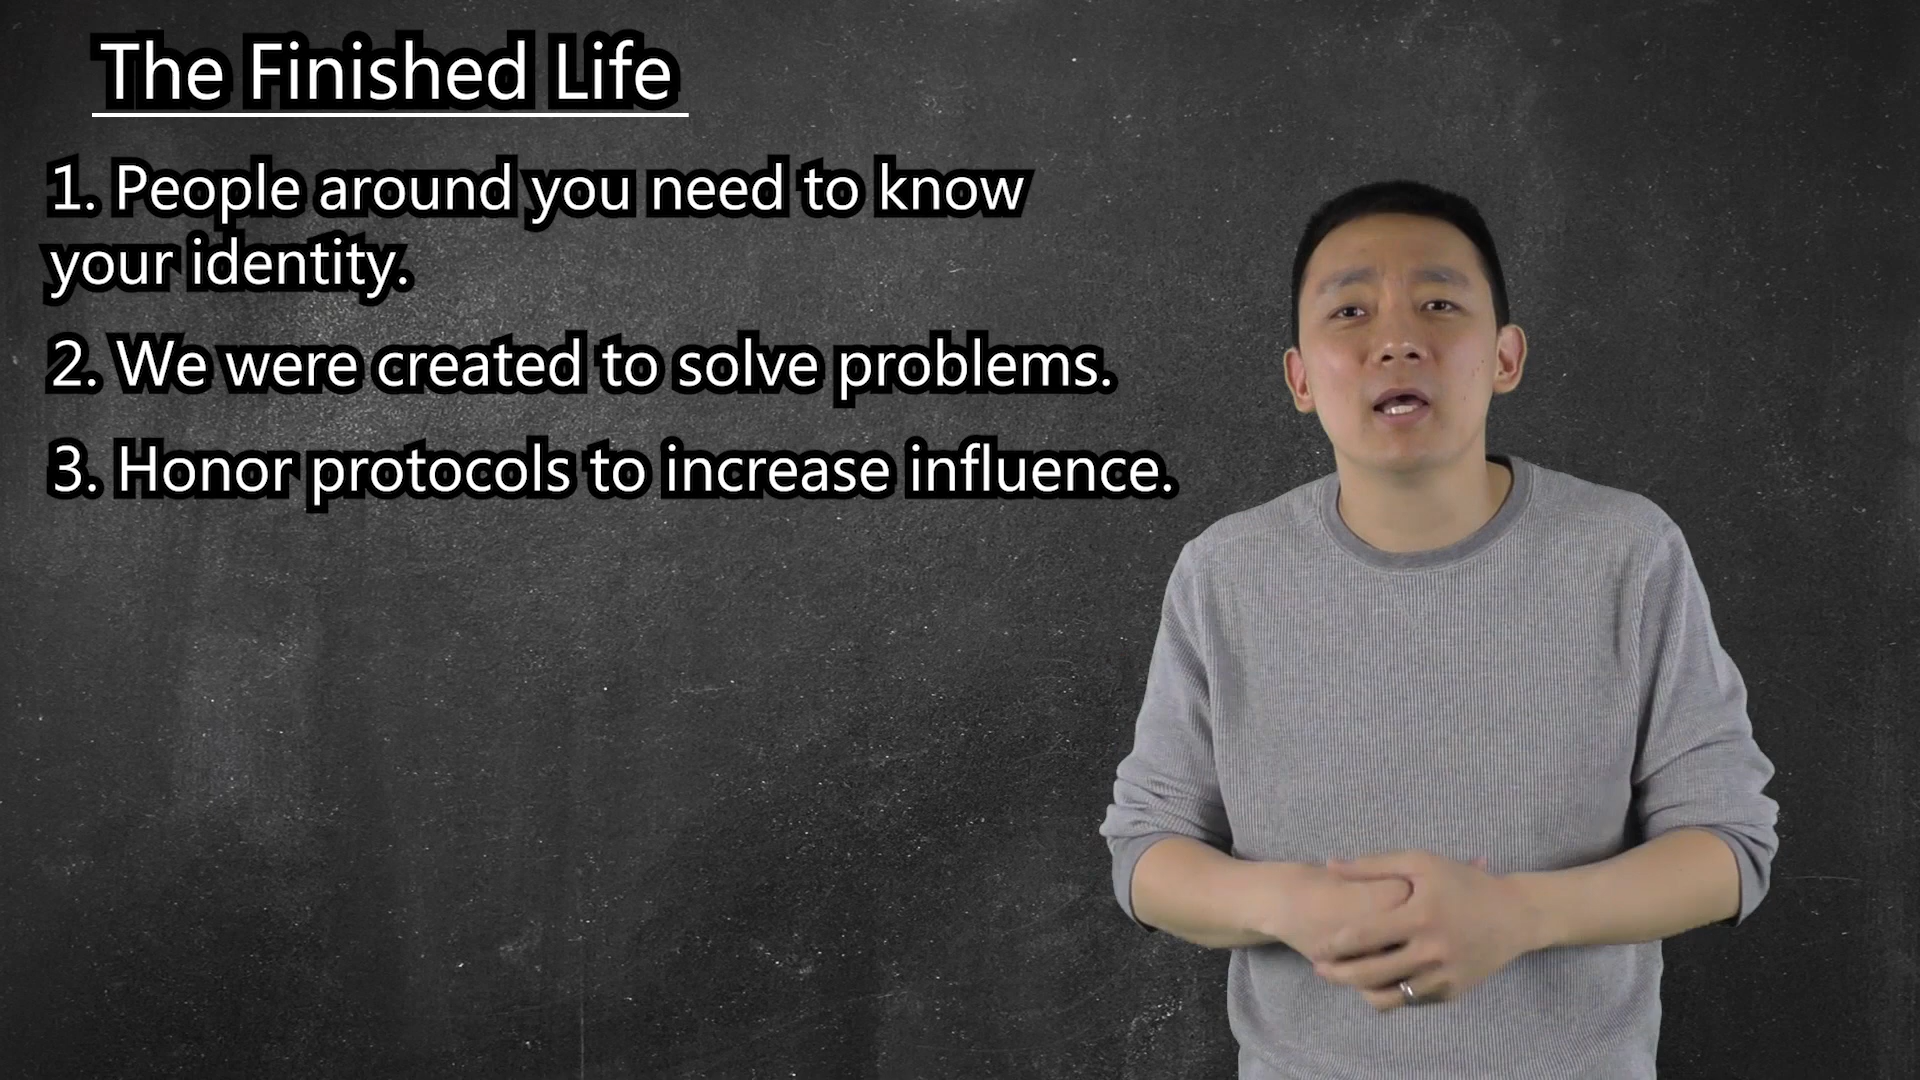 The Finished Life
1. People around you need to know
your identity.
2. We were created to solve problems.
3. Honor protocols to increase influence.